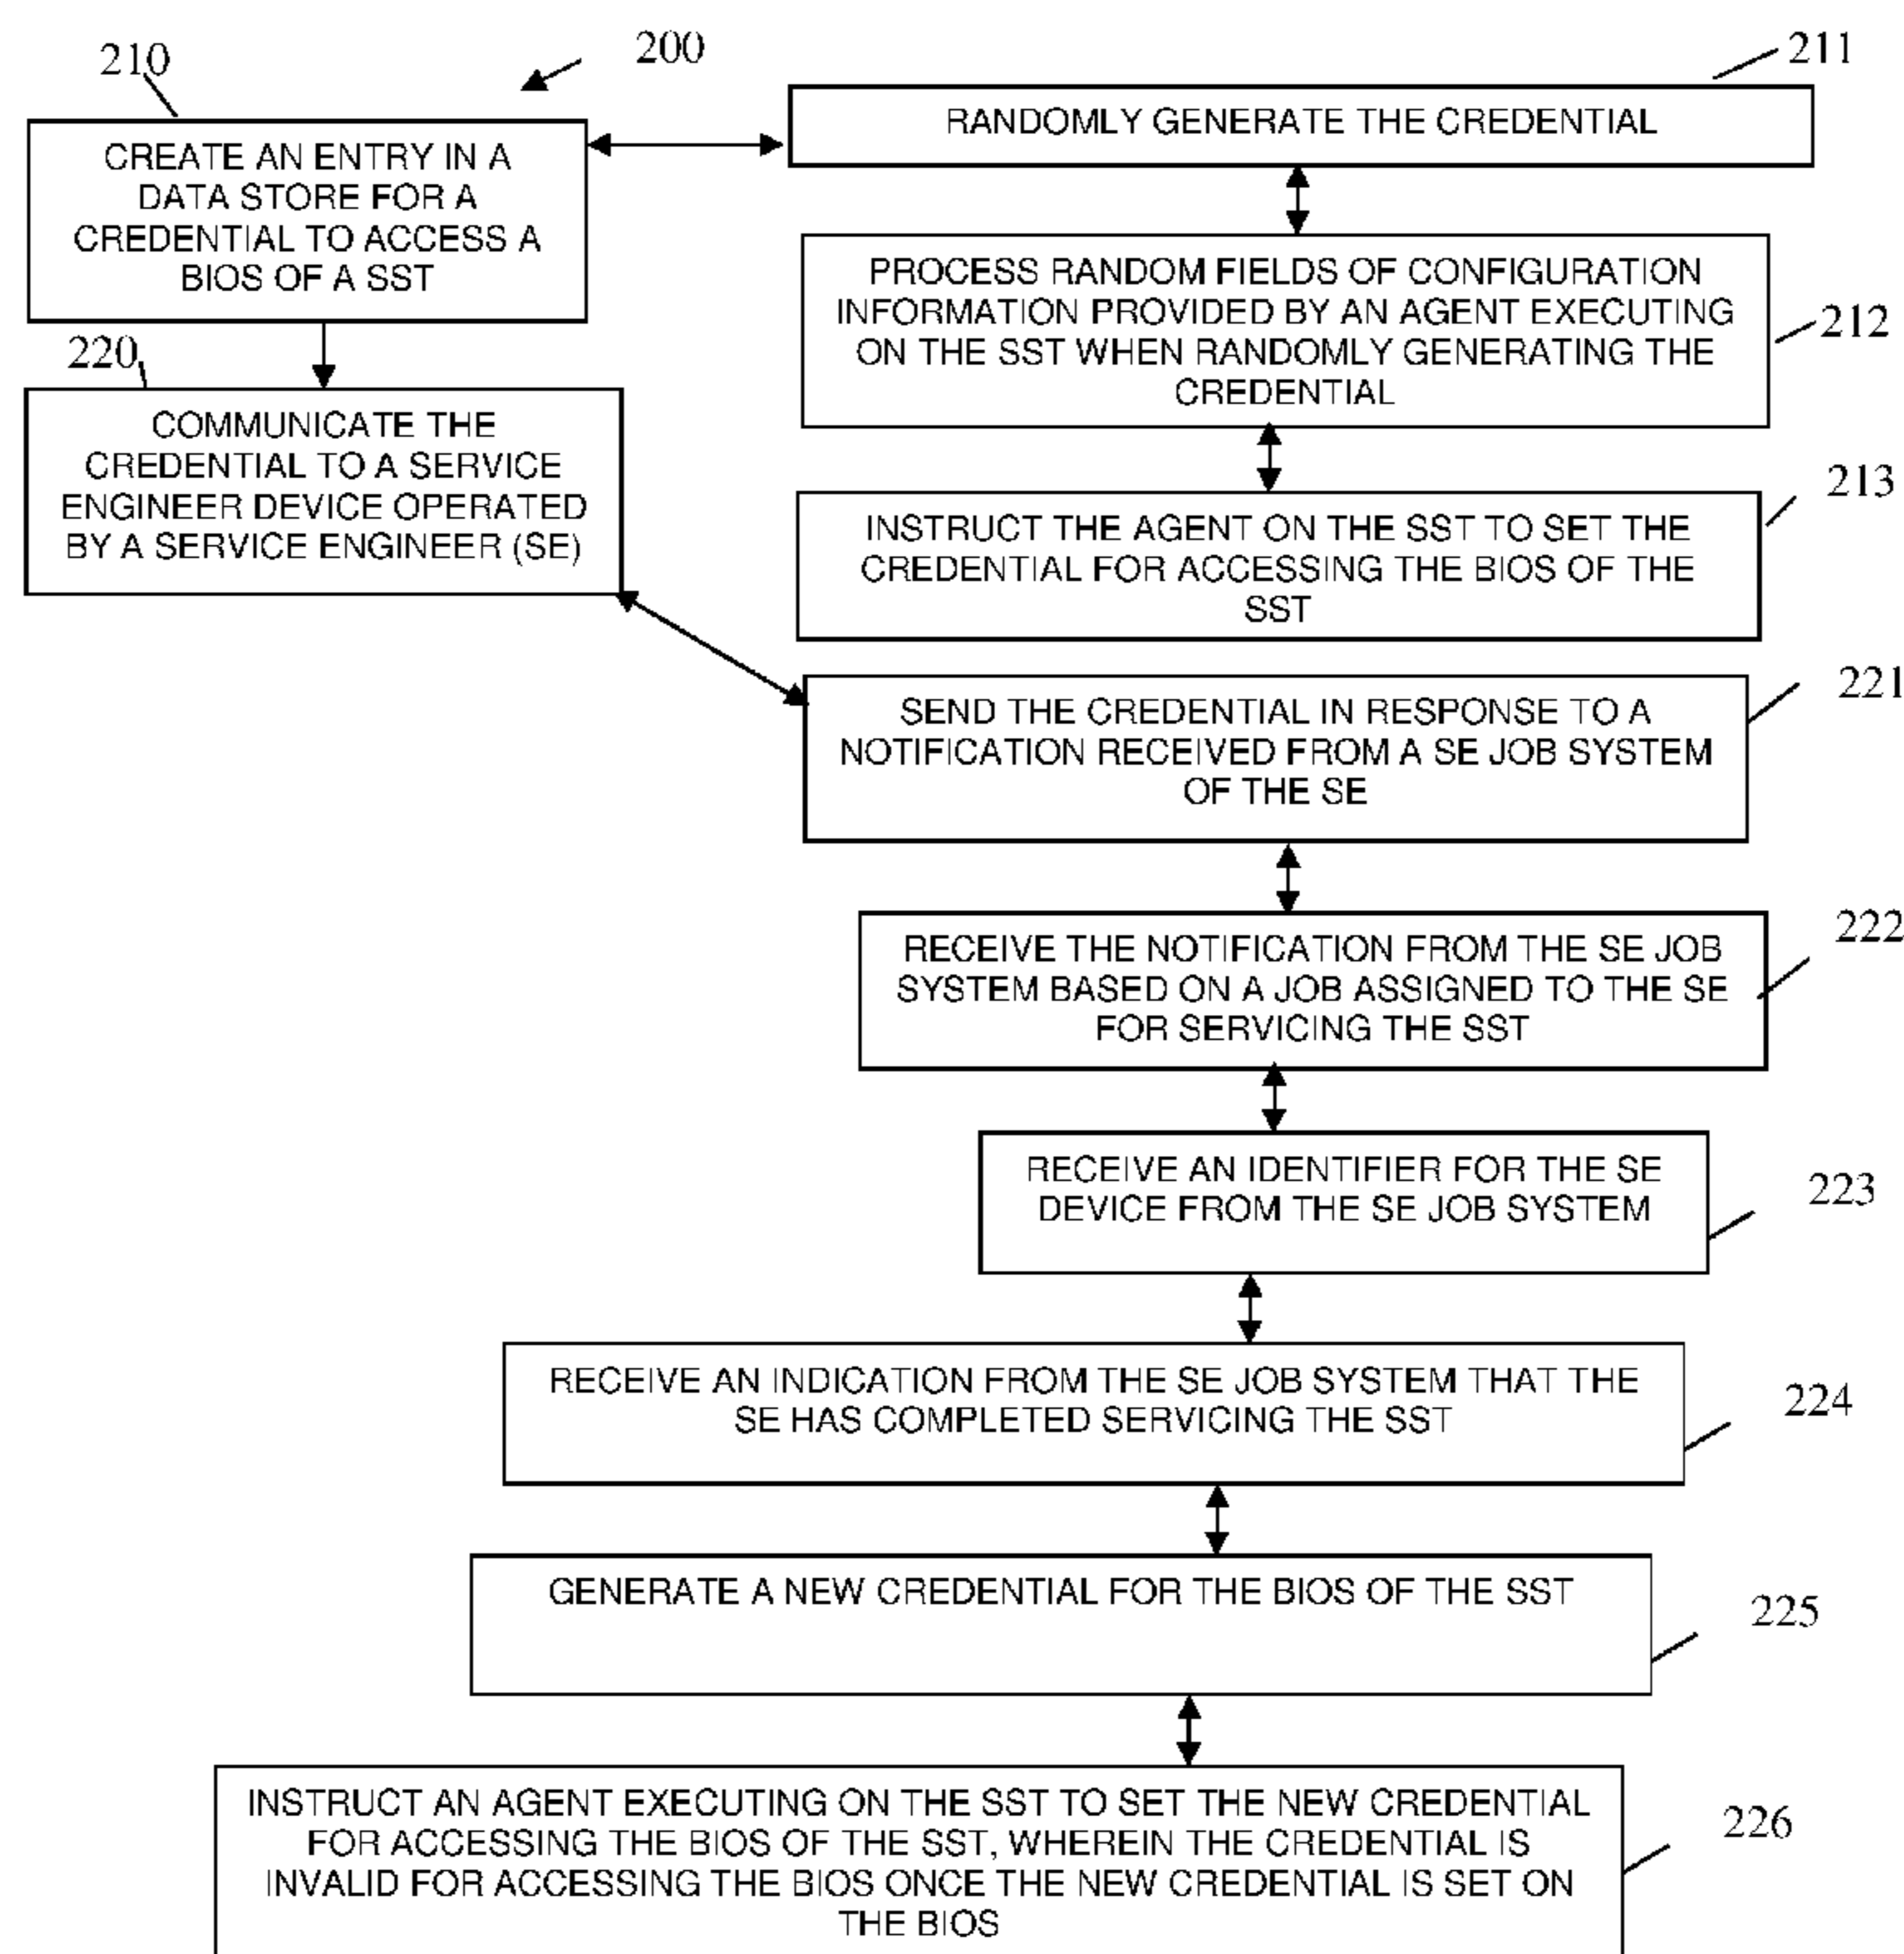 200
210
CREATE AN ENTRY IN A
DATA STORE FOR A
CREDENTIAL TO ACCESS A
BIOS OF A SST
211
RANDOMLY GENERATE THE CREDENTIAL
212
PROCESS RANDOM FIELDS OF CONFIGURATION
INFORMATION PROVIDED BY AN AGENT EXECUTING
ON THE SST WHEN RANDOMLY GENERATING THE
CREDENTIAL
213
INSTRUCT THE AGENT ON THE SST TO SET THE
CREDENTIAL FOR ACCESSING THE BIOS OF THE
SST
220
COMMUNICATE THE
CREDENTIAL TO A SERVICE
ENGINEER DEVICE OPERATED
BY A SERVICE ENGINEER (SE)
221
SEND THE CREDENTIAL IN RESPONSE TO A
NOTIFICATION RECEIVED FROM A SE JOB SYSTEM
OF THE SE
222
RECEIVE THE NOTIFICATION FROM THE SE JOB
SYSTEM BASED ON A JOB ASSIGNED TO THE SE
FOR SERVICING THE SST
223
RECEIVE AN IDENTIFIER FOR THE SE
DEVICE FROM THE SE JOB SYSTEM
224
RECEIVE AN INDICATION FROM THE SE JOB SYSTEM THAT THE
SE HAS COMPLETED SERVICING THE SST
225
GENERATE A NEW CREDENTIAL FOR THE BIOS OF THE SST
226
INSTRUCT AN AGENT EXECUTING ON THE SST TO SET THE NEW CREDENTIAL
FOR ACCESSING THE BIOS OF THE SST, WHEREIN THE CREDENTIAL IS
INVALID FOR ACCESSING THE BIOS ONCE THE NEW CREDENTIAL IS SET ON
THE BIOS